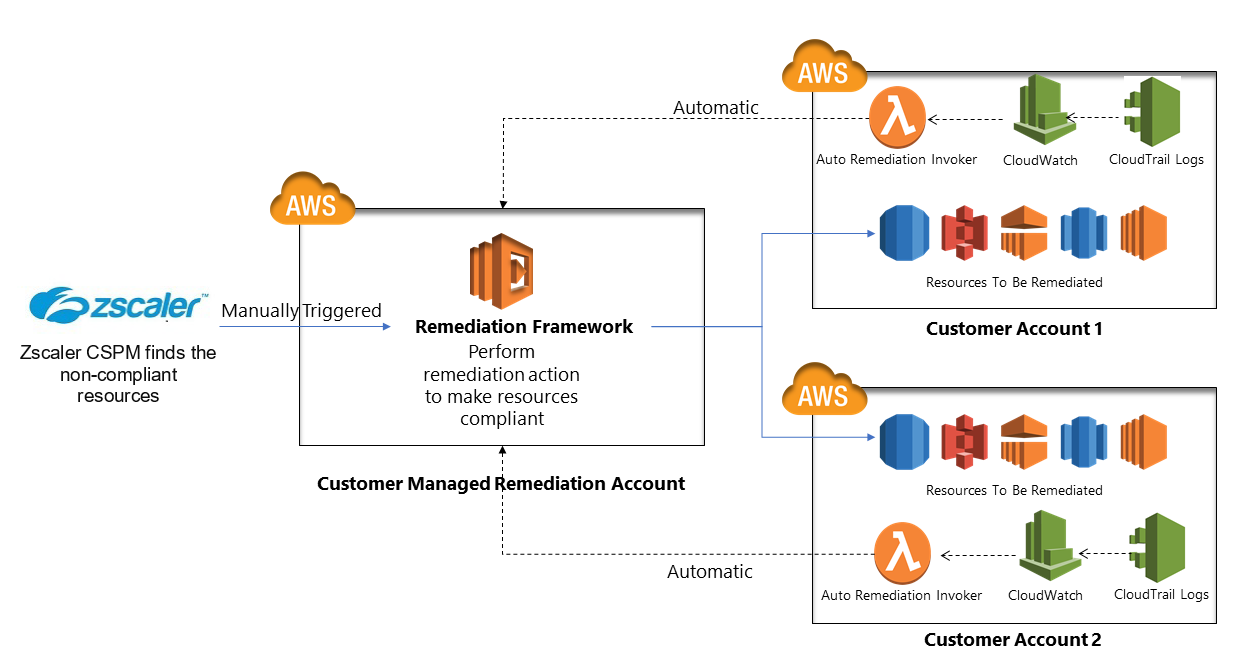 AWS
Automatic
Auto Remediation Invoker
CloudWatch
CloudTrail Logs
Resources To Be Remediated
Customer Account 1
AWS
zscaler™
Zscaler CSPM finds the
non-compliant
resources
Manually Triggered
Remediation Framework
Perform
remediation action
to make resources
compliant
Customer Managed Remediation Account
AWS
Resources To Be Remediated
Automatic
Auto Remediation Invoker
CloudWatch
CloudTrail Logs
Customer Account 2